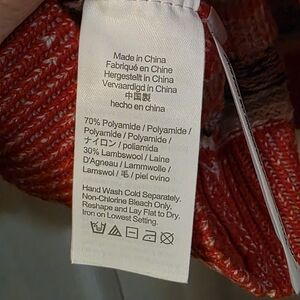 Made in China
Fabriqué en Chine
Hergestellt in China
Vervaardigd in China
中国製
hecho en china
70% Polyamide / Polyamide /
Polyamide / Polyamide /
ナイロン / poliamida
30% Lambswool / Laine
D'Agneau / Lammwolle /
Lamswol / 毛 / piel ovino
Hand Wash Cold Separately.
Non-Chlorine Bleach Only.
Reshape and Lay Flat to Dry.
Iron on Lowest Setting.